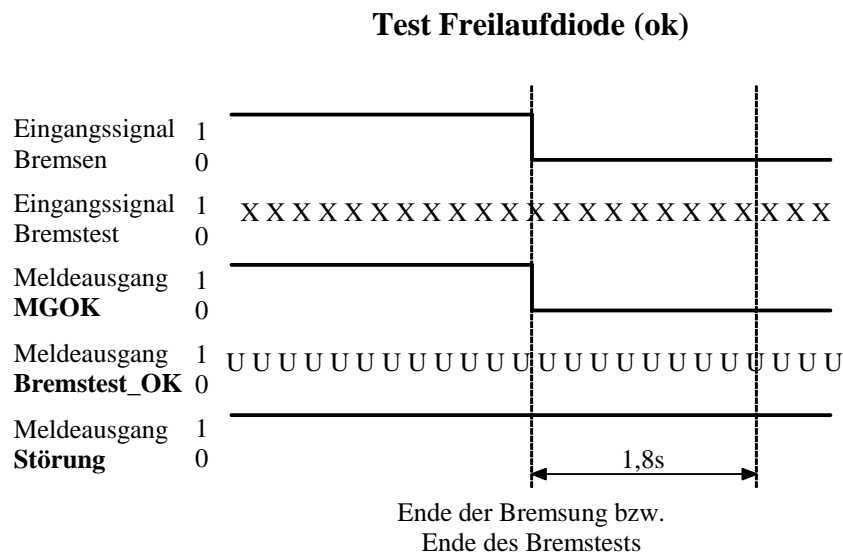 Test Freilaufdiode (ok)
Eingangssignal 1
Bremsen 0
Eingangssignal 1
X X X X X X X X X X X X X X X X X X X X X X X
Bremstest 0
Meldeausgang 1
MGOK 0
Meldeausgang 1
U U U U U U U U U U U U U U U U U U U U U U U U
Bremstest_OK 0
Meldeausgang 1
Störung 0
1,8s
Ende der Bremsung bzw.
Ende des Bremstests